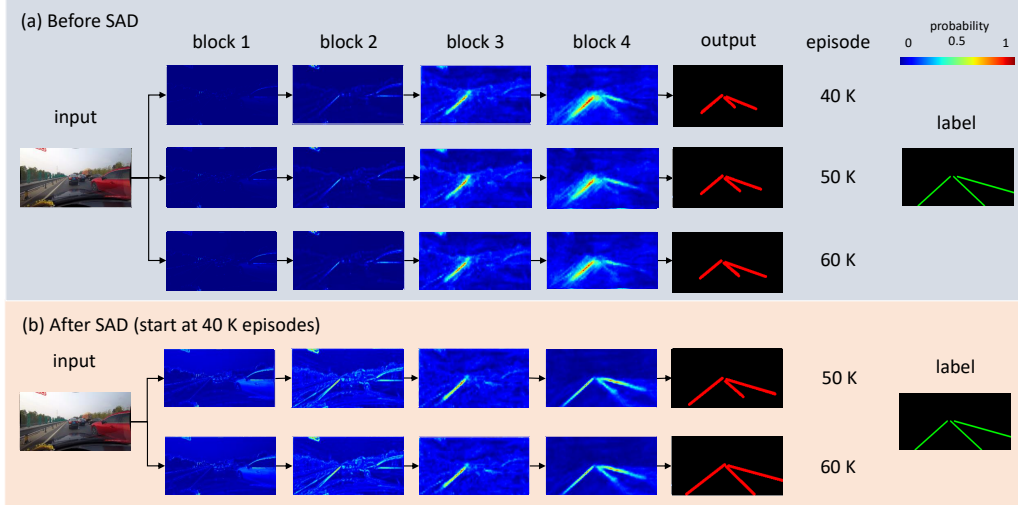 (a) Before SAD
block 1 block 2 block 3 block 4 output episode
probability
0 0.5 1
input
40 K
label
50 K
60 K
(b) After SAD (start at 40 K episodes)
input
50 K
label
60 K